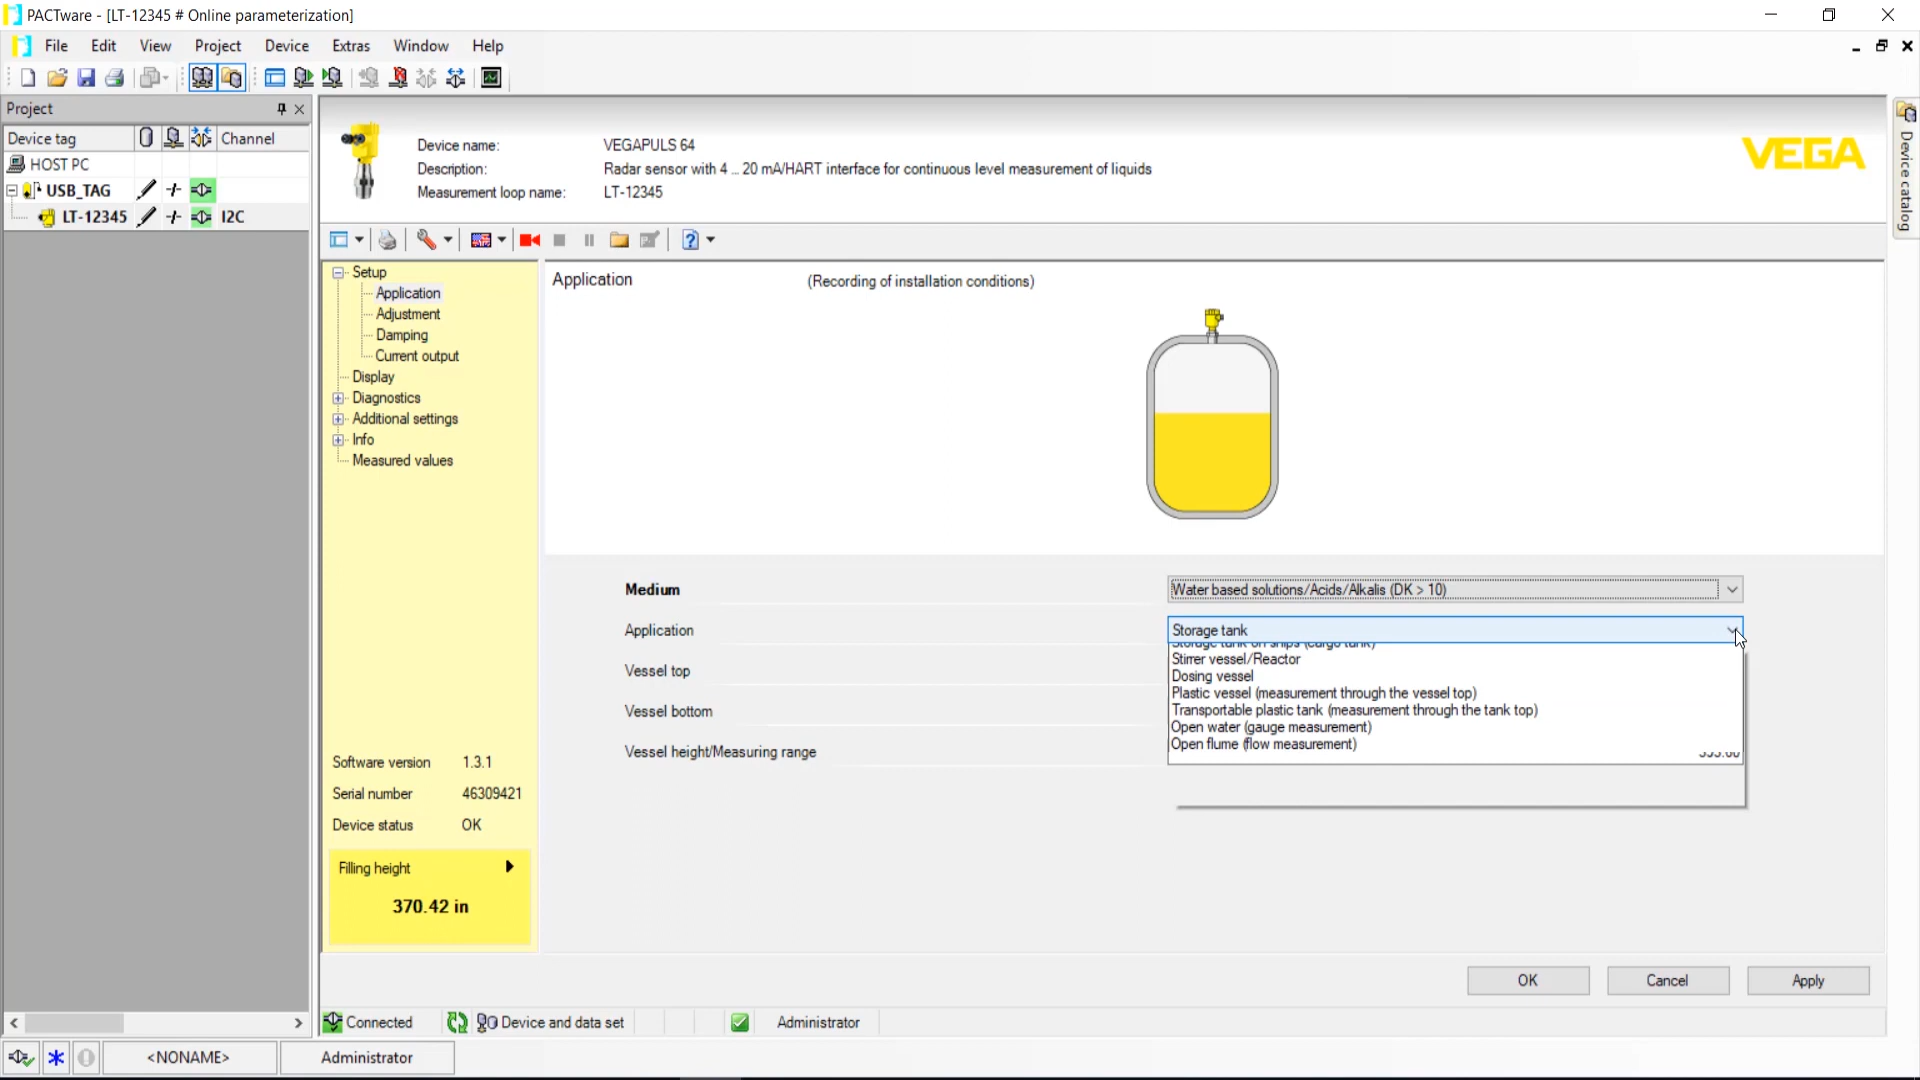 PACTware - [LT-12345 # Online parameterization]
File Edit View Project Device Extras Window Help
Project
Device tag Channel
HOST PC
USB_TAG
LT-12345 I2C
Device name: VEGAPULS 64
Description: Radar sensor with 4 ... 20 mA/HART interface for continuous level measurement of liquids
Measurement loop name: LT-12345
VEGA
Device catalog
Setup
Application
Adjustment
Damping
Current output
Display
Diagnostics
Additional settings
Info
Measured values
Software version 1.3.1
Serial number 46309421
Device status OK
Filling height
370.42 in
Application (Recording of installation conditions)
Medium Water based solutions/Acids/Alkalis (DK > 10)
Application Storage tank
Storage tank on ships (cargo tank)
Stirrer vessel/Reactor
Dosing vessel
Plastic vessel (measurement through the vessel top)
Transportable plastic tank (measurement through the tank top)
Open water (gauge measurement)
Open flume (flow measurement)
Vessel top
Vessel bottom
Vessel height/Measuring range
OK Cancel Apply
Connected Device and data set Administrator
<NONAME> Administrator